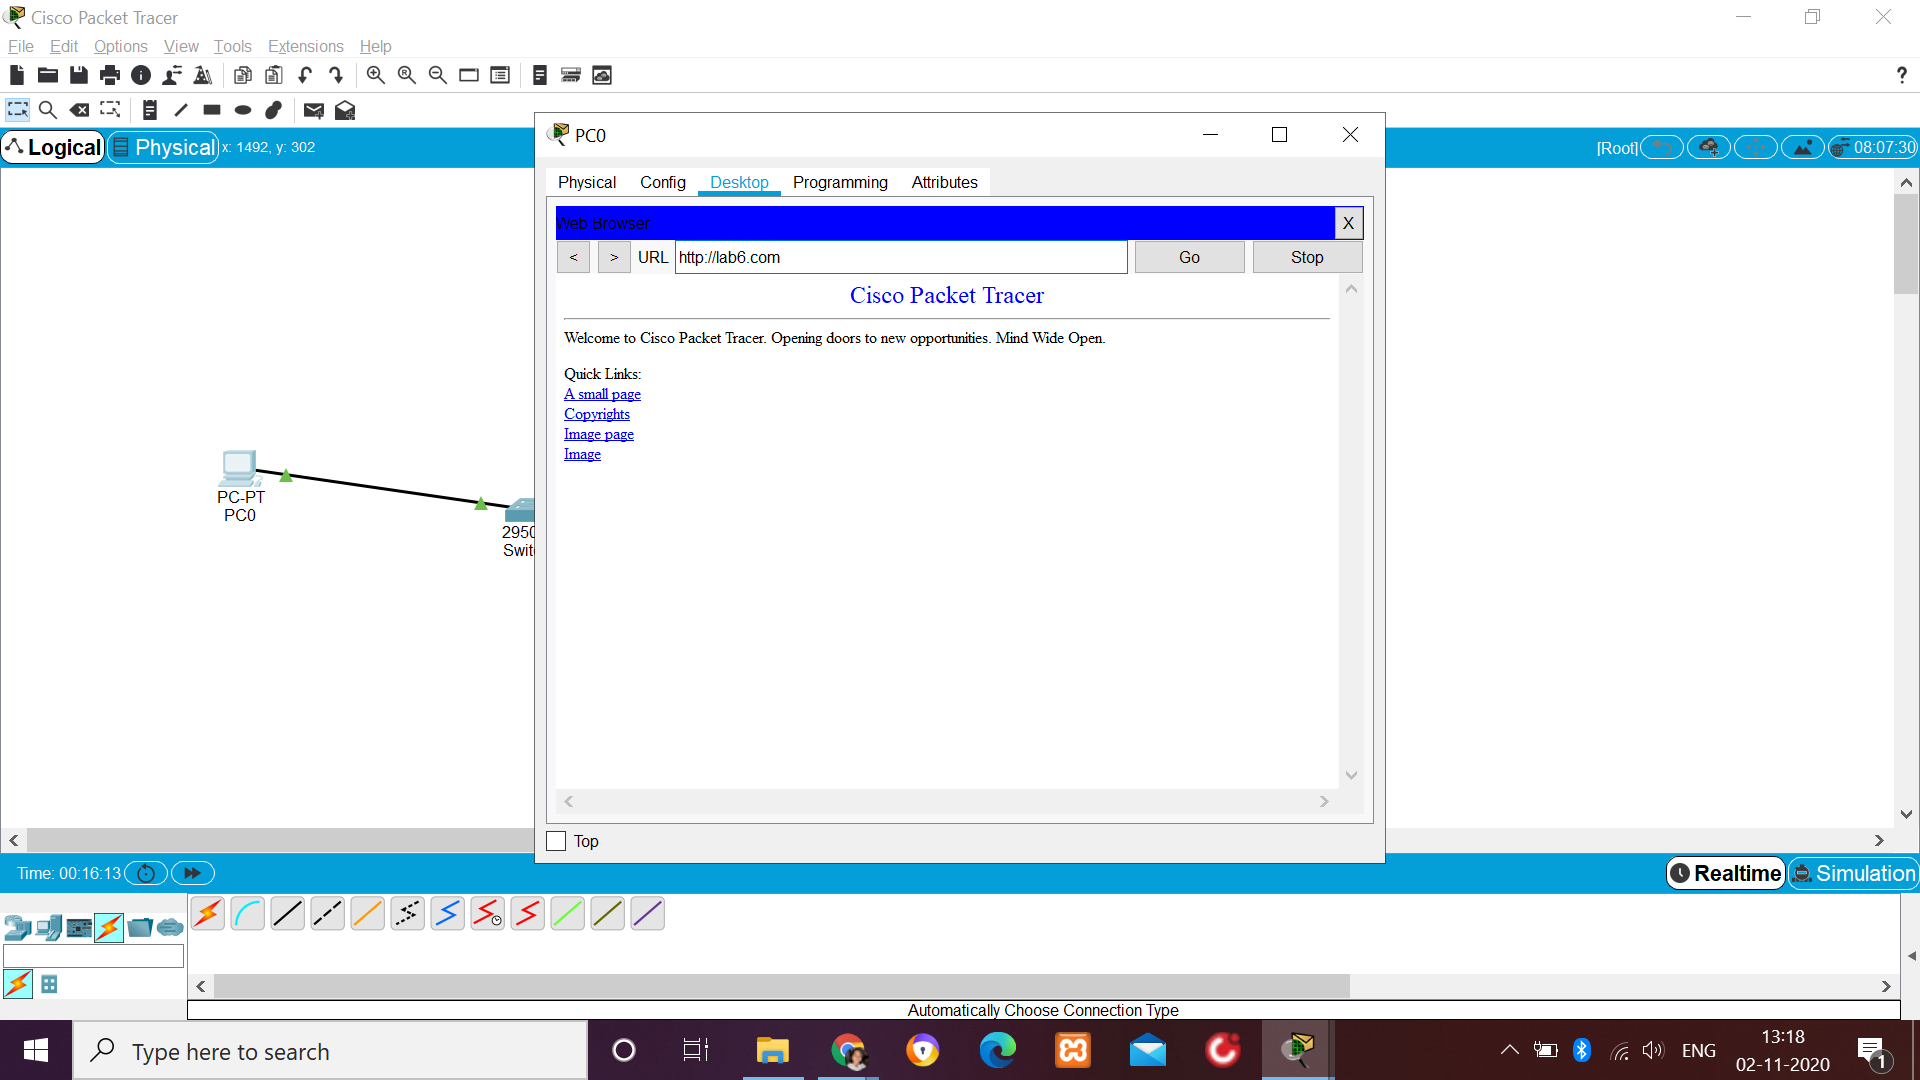 Cisco Packet Tracer
File Edit Options View Tools Extensions Help
?
Logical Physical x: 1492, y: 302
[Root] 08:07:30
PC0
Physical Config Desktop Programming Attributes
Web Browser X
< > URL http://lab6.com Go Stop
Cisco Packet Tracer
Welcome to Cisco Packet Tracer. Opening doors to new opportunities. Mind Wide Open.
Quick Links:
A small page
Copyrights
Image page
Image
PC-PT
PC0
2950
Swit
Top
Time: 00:16:13
Realtime Simulation
Automatically Choose Connection Type
Type here to search
ENG
13:18
02-11-2020
1